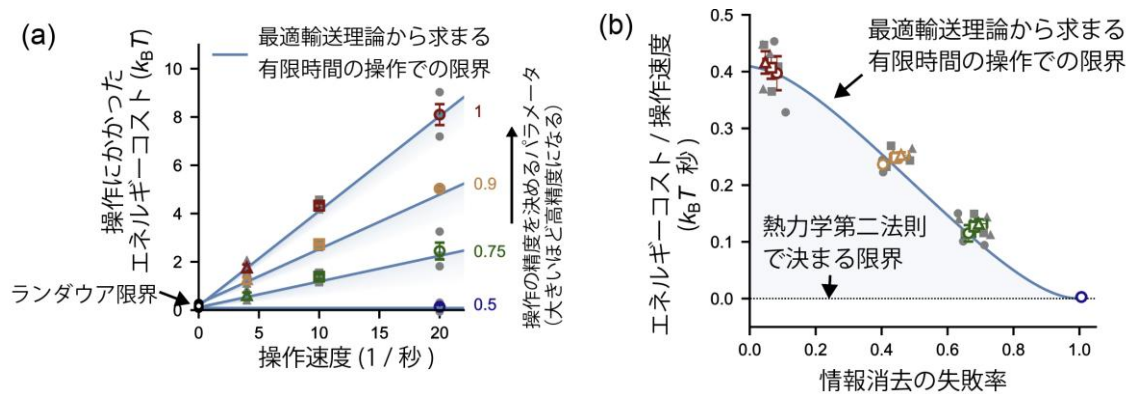 (a)
操作にかかった
エネルギーコスト (kBT)
10
8
6
4
2
0
最適輸送理論から求まる
有限時間の操作での限界
1
0.9
0.75
0.5
操作の精度を決めるパラメータ
(大きいほど高精度になる)
ランダウア限界
0
5
10
15
20
操作速度 (1 / 秒 )
(b)
エネルギーコスト / 操作速度
(kBT 秒)
0.5
0.4
0.3
0.2
0.1
0.0
最適輸送理論から求まる
有限時間の操作での限界
熱力学第二法則
で決まる限界
0.0
0.2
0.4
0.6
0.8
1.0
情報消去の失敗率